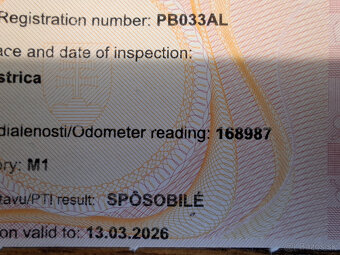 Registration number: PB033AL
ace and date of inspection:
strica
dialenosti/Odometer reading: 168987
ory: M1
tavu/PTI result: SPÔSOBILÉ
on valid to: 13.03.2026